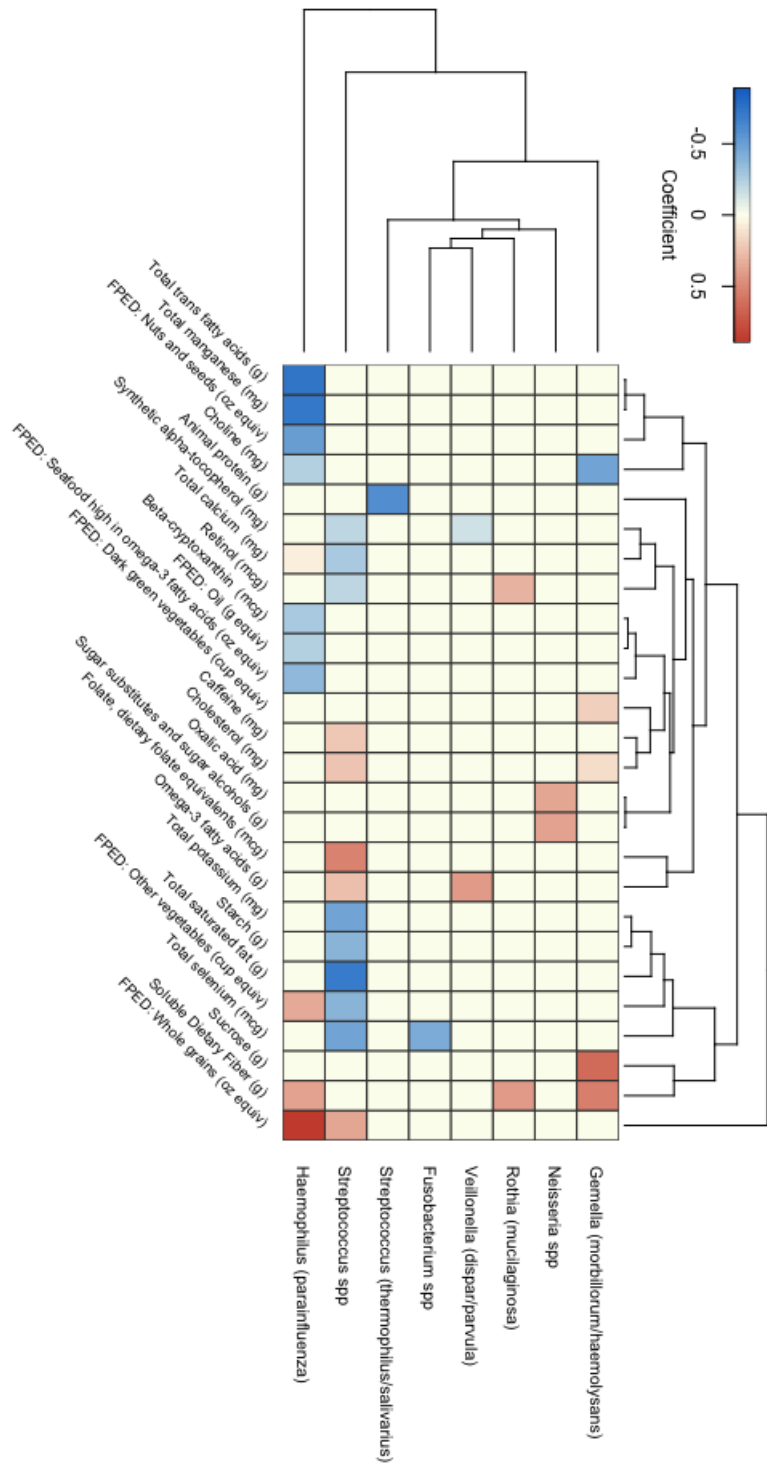 -0.5
0
0.5
Coefficient
Total trans fatty acids (g)
Total manganese (mg)
FPED: Nuts and seeds (oz equiv)
Choline (mg)
Animal protein (g)
Synthetic alpha-tocopherol (mg)
Total calcium (mg)
Retinol (mcg)
Beta-cryptoxanthin (mcg)
FPED: Oil (g equiv)
FPED: Seafood high in omega-3 fatty acids (oz equiv)
FPED: Dark green vegetables (cup equiv)
Caffeine (mg)
Cholesterol (mg)
Oxalic acid (mg)
Sugar substitutes and sugar alcohols (g)
Folate, dietary folate equivalents (mcg)
Omega-3 fatty acids (g)
Total potassium (mg)
Starch (g)
Total saturated fat (g)
FPED: Other vegetables (cup equiv)
Total selenium (mcg)
Sucrose (g)
Soluble Dietary Fiber (g)
FPED: Whole grains (oz equiv)
Haemophilus (parainfluenza)
Streptococcus spp
Streptococcus (thermophilus/salivarius)
Fusobacterium spp
Veillonella (dispar/parvula)
Rothia (mucilaginosa)
Neisseria spp
Gemella (morbillorum/haemolysans)